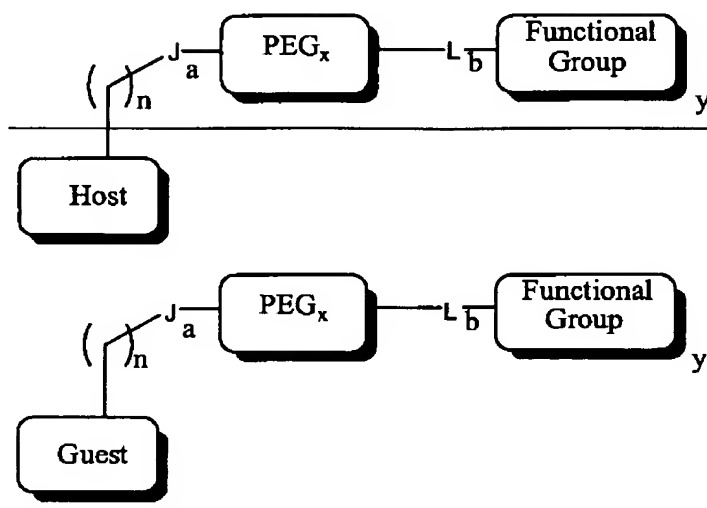 ( )n J a PEGx L b Functional Group y
Host
( )n J a PEGx L b Functional Group y
Guest